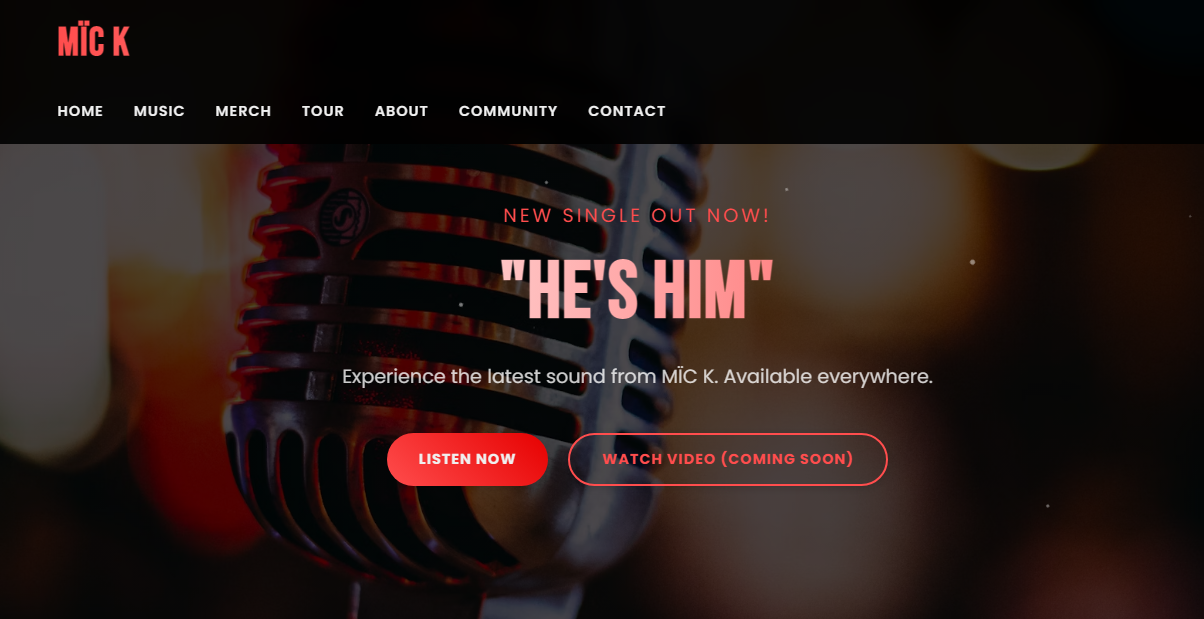 MÏC K
HOME MUSIC MERCH TOUR ABOUT COMMUNITY CONTACT
NEW SINGLE OUT NOW!
"HE'S HIM"
Experience the latest sound from MÏC K. Available everywhere.
LISTEN NOW WATCH VIDEO (COMING SOON)